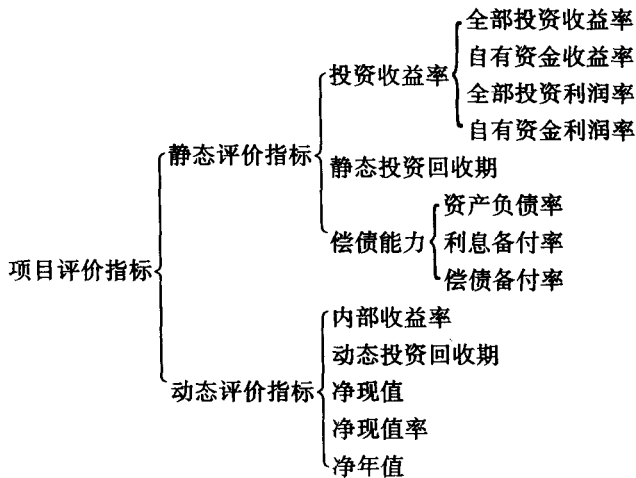 全部投资收益率
自有资金收益率
投资收益率
全部投资利润率
自有资金利润率
静态评价指标
静态投资回收期
资产负债率
偿债能力
利息备付率
偿债备付率
项目评价指标
内部收益率
动态投资回收期
动态评价指标
净现值
净现值率
净年值